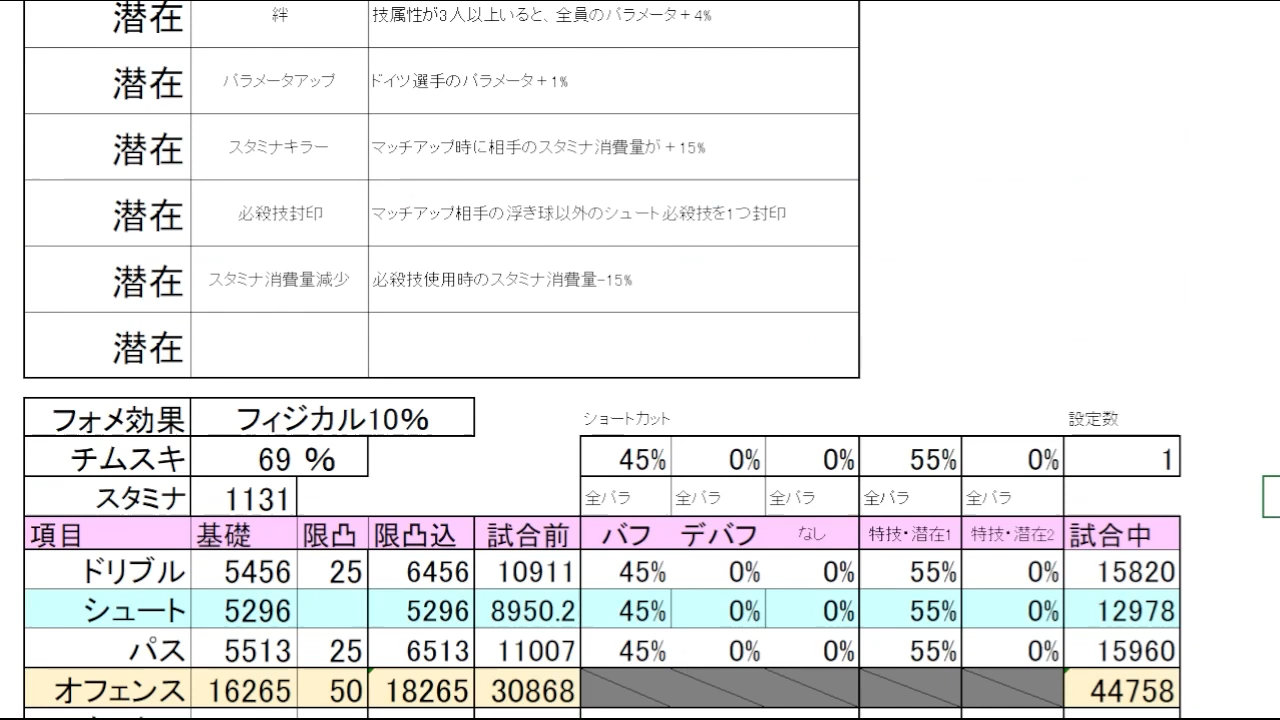 潜在 絆 技属性が3人以上いると、全員のパラメータ+4%
潜在 パラメータアップ ドイツ選手のパラメータ+1%
潜在 スタミナキラー マッチアップ時に相手のスタミナ消費量が+15%
潜在 必殺技封印 マッチアップ相手の浮き球以外のシュート必殺技を1つ封印
潜在 スタミナ消費量減少 必殺技使用時のスタミナ消費量-15%
潜在
フォメ効果 フィジカル10% ショートカット 設定数
チムスキ 69 % 45% 0% 0% 55% 0% 1
スタミナ 1131 全パラ 全パラ 全パラ 全パラ 全パラ
項目 基礎 限凸 限凸込 試合前 バフ デバフ なし 特技・潜在1 特技・潜在2 試合中
ドリブル 5456 25 6456 10911 45% 0% 0% 55% 0% 15820
シュート 5296 5296 8950.2 45% 0% 0% 55% 0% 12978
パス 5513 25 6513 11007 45% 0% 0% 55% 0% 15960
オフェンス 16265 50 18265 30868 44758